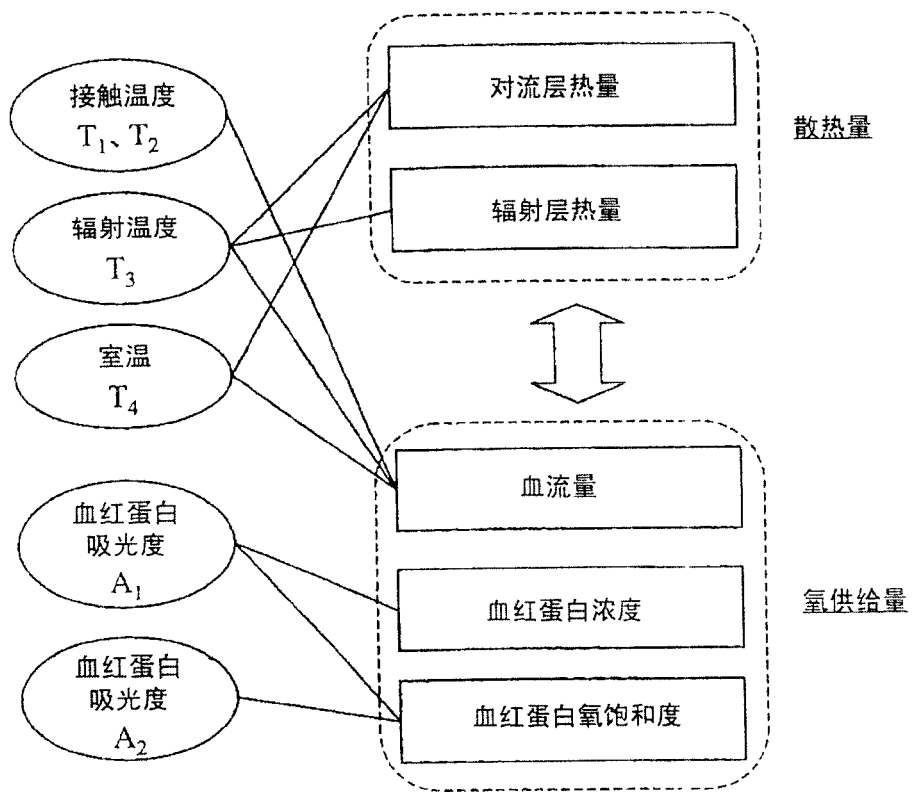 接触温度
T₁、T₂
辐射温度
T₃
室温
T₄
血红蛋白
吸光度
A₁
血红蛋白
吸光度
A₂
对流层热量
辐射层热量
散热量
血流量
血红蛋白浓度
血红蛋白氧饱和度
氧供给量